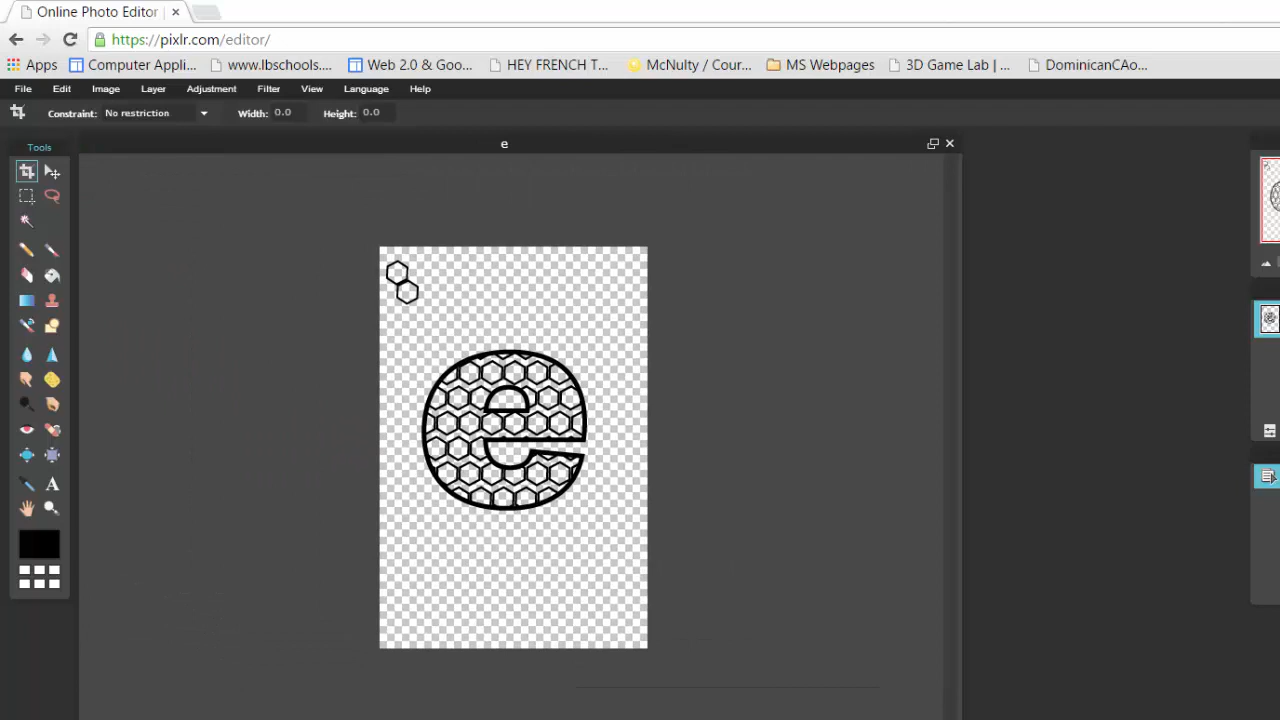 Online Photo Editor
https://pixlr.com/editor/
Apps Computer Appli... www.lbschools.... Web 2.0 & Goo... HEY FRENCH T... McNulty / Cour... MS Webpages 3D Game Lab | ... DominicanCAo...
File Edit Image Layer Adjustment Filter View Language Help
Constraint: No restriction Width: 0.0 Height: 0.0
Tools
e
A
e